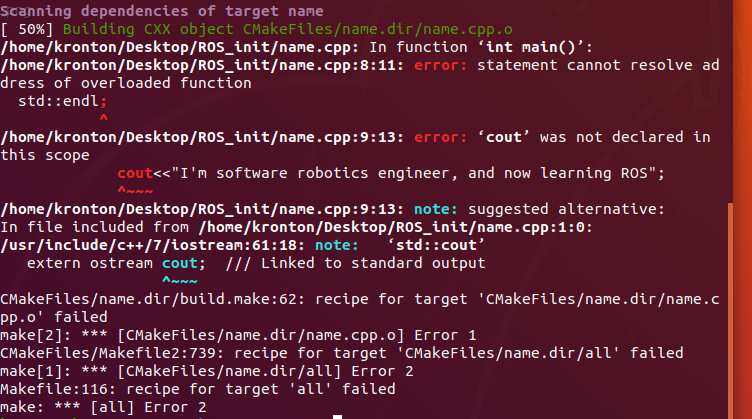 Scanning dependencies of target name
[ 50%] Building CXX object CMakeFiles/name.dir/name.cpp.o
/home/kronton/Desktop/ROS_init/name.cpp: In function ‘int main()’:
/home/kronton/Desktop/ROS_init/name.cpp:8:11: error: statement cannot resolve ad
dress of overloaded function
  std::endl;
           ^
/home/kronton/Desktop/ROS_init/name.cpp:9:13: error: ‘cout’ was not declared in
this scope
             cout<<"I'm software robotics engineer, and now learning ROS";
             ^~~~
/home/kronton/Desktop/ROS_init/name.cpp:9:13: note: suggested alternative:
In file included from /home/kronton/Desktop/ROS_init/name.cpp:1:0:
/usr/include/c++/7/iostream:61:18: note:   ‘std::cout’
   extern ostream cout;  /// Linked to standard output
                  ^~~~
CMakeFiles/name.dir/build.make:62: recipe for target 'CMakeFiles/name.dir/name.c
pp.o' failed
make[2]: *** [CMakeFiles/name.dir/name.cpp.o] Error 1
CMakeFiles/Makefile2:739: recipe for target 'CMakeFiles/name.dir/all' failed
make[1]: *** [CMakeFiles/name.dir/all] Error 2
Makefile:116: recipe for target 'all' failed
make: *** [all] Error 2